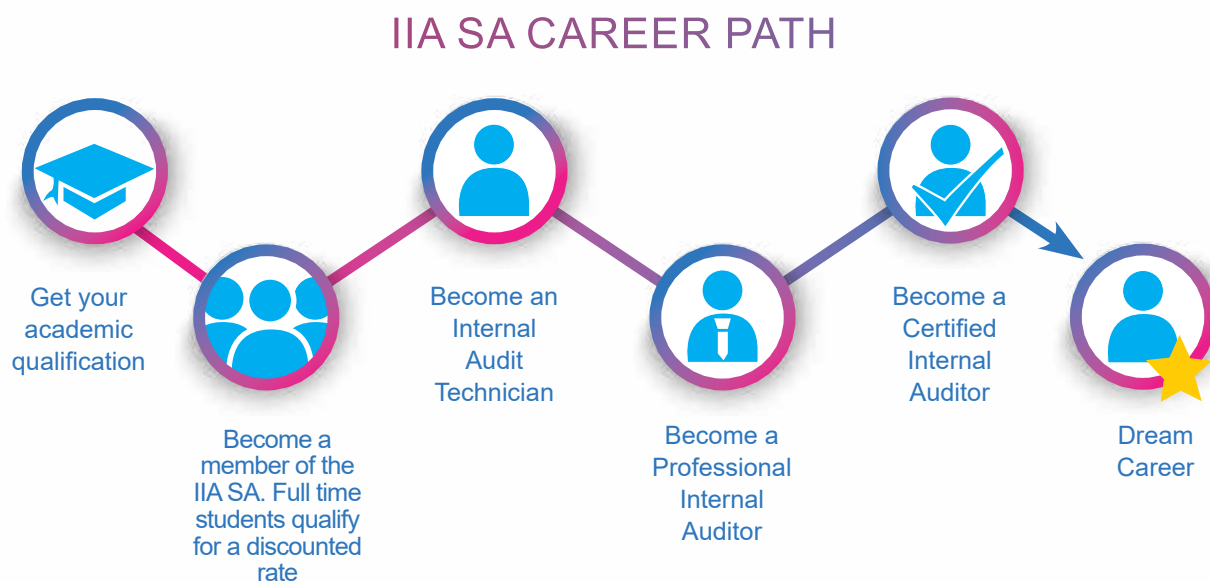 IIA SA CAREER PATH
Get your
academic
qualification
Become a
member of the
IIA SA. Full time
students qualify
for a discounted
rate
Become an
Internal
Audit
Technician
Become a
Professional
Internal
Auditor
Become a
Certified
Internal
Auditor
Dream
Career